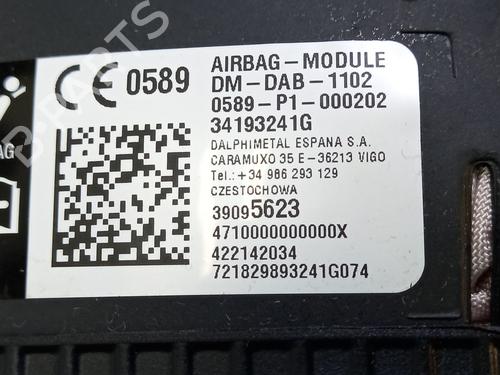 AIRBAG-MODULE
CE 0589 DM-DAB-1102
0589-P1-000202
34193241G
DALPHIMETAL ESPANA S.A.
CARAMUXO 35 E-36213 VIGO
Tel.: +34 986 293 129
CZESTOCHOWA
39095623
4710000000000X
422142034
721829893241G074
AG